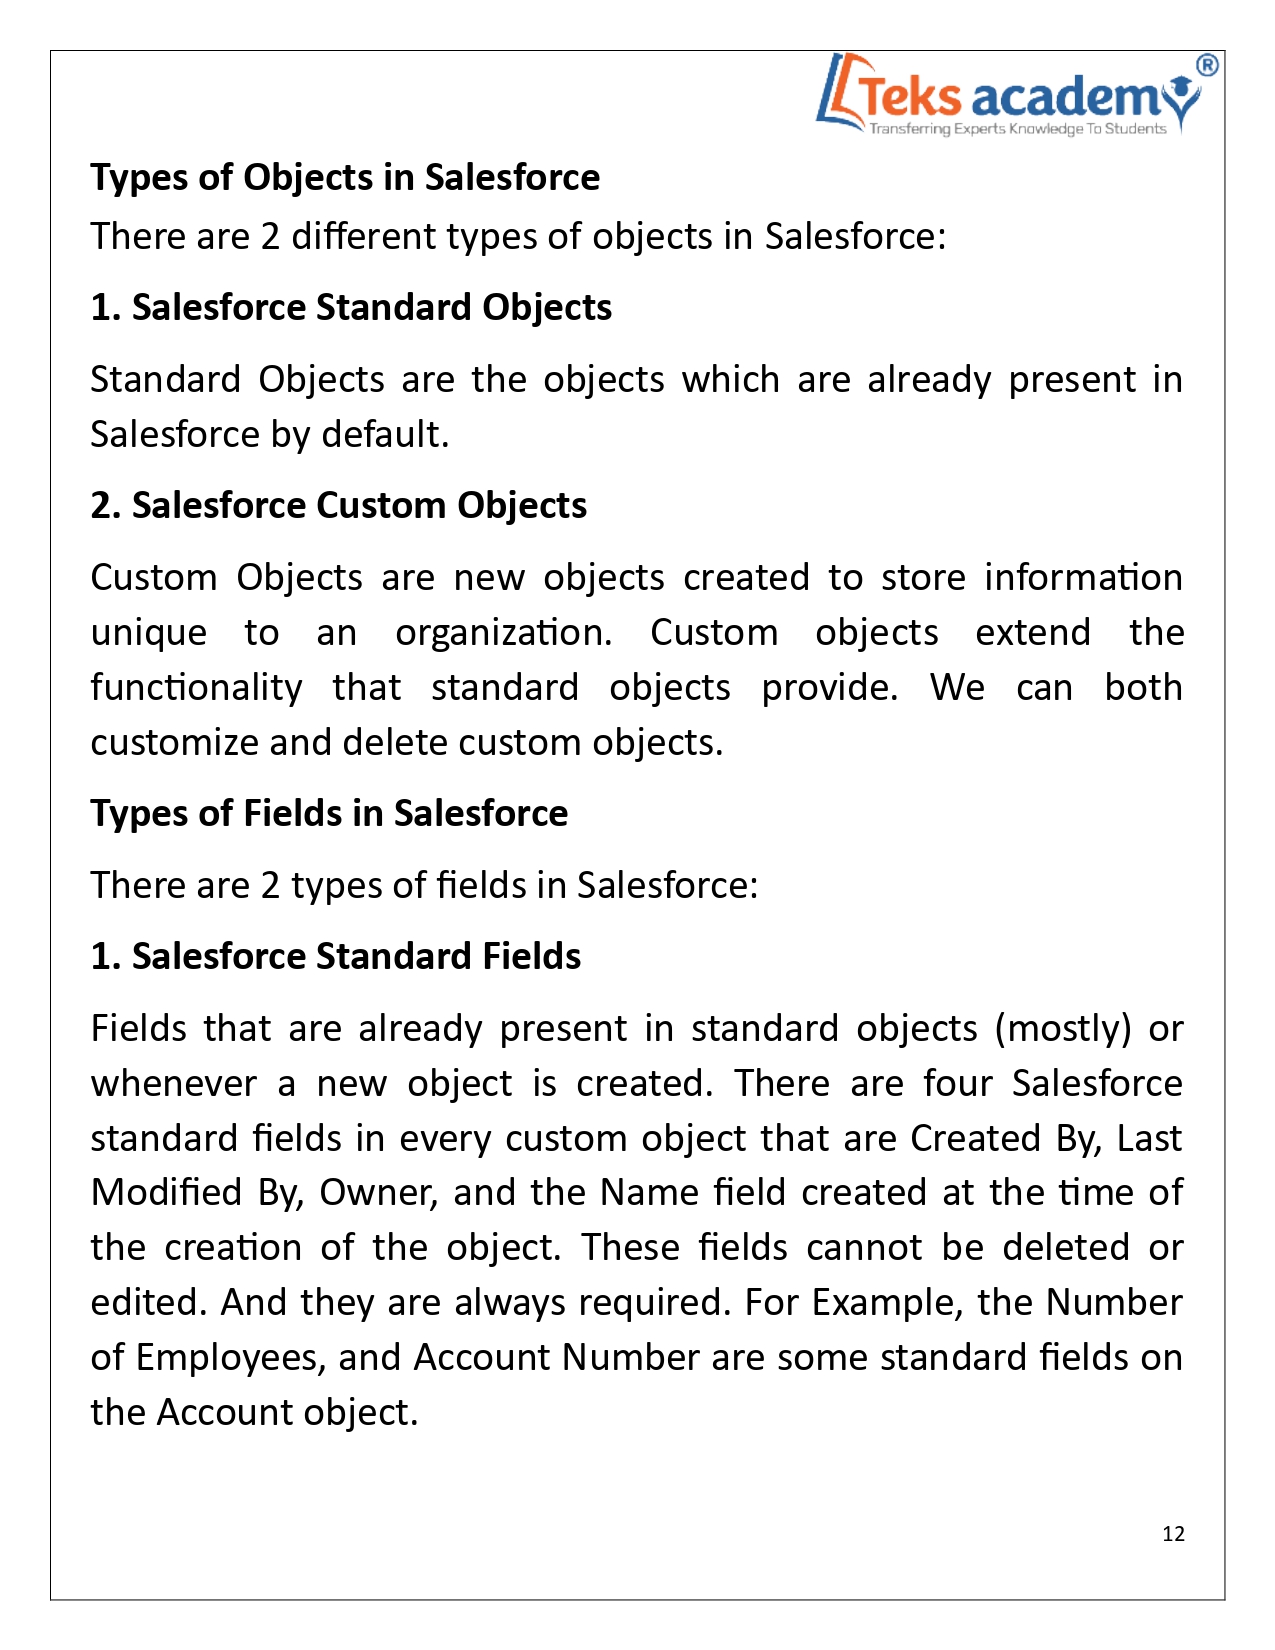 Teks academy ®
Transferring Experts Knowledge To Students
Types of Objects in Salesforce
There are 2 different types of objects in Salesforce:
1. Salesforce Standard Objects
Standard Objects are the objects which are already present in
Salesforce by default.
2. Salesforce Custom Objects
Custom Objects are new objects created to store information
unique to an organization. Custom objects extend the
functionality that standard objects provide. We can both
customize and delete custom objects.
Types of Fields in Salesforce
There are 2 types of fields in Salesforce:
1. Salesforce Standard Fields
Fields that are already present in standard objects (mostly) or
whenever a new object is created. There are four Salesforce
standard fields in every custom object that are Created By, Last
Modified By, Owner, and the Name field created at the time of
the creation of the object. These fields cannot be deleted or
edited. And they are always required. For Example, the Number
of Employees, and Account Number are some standard fields on
the Account object.
12